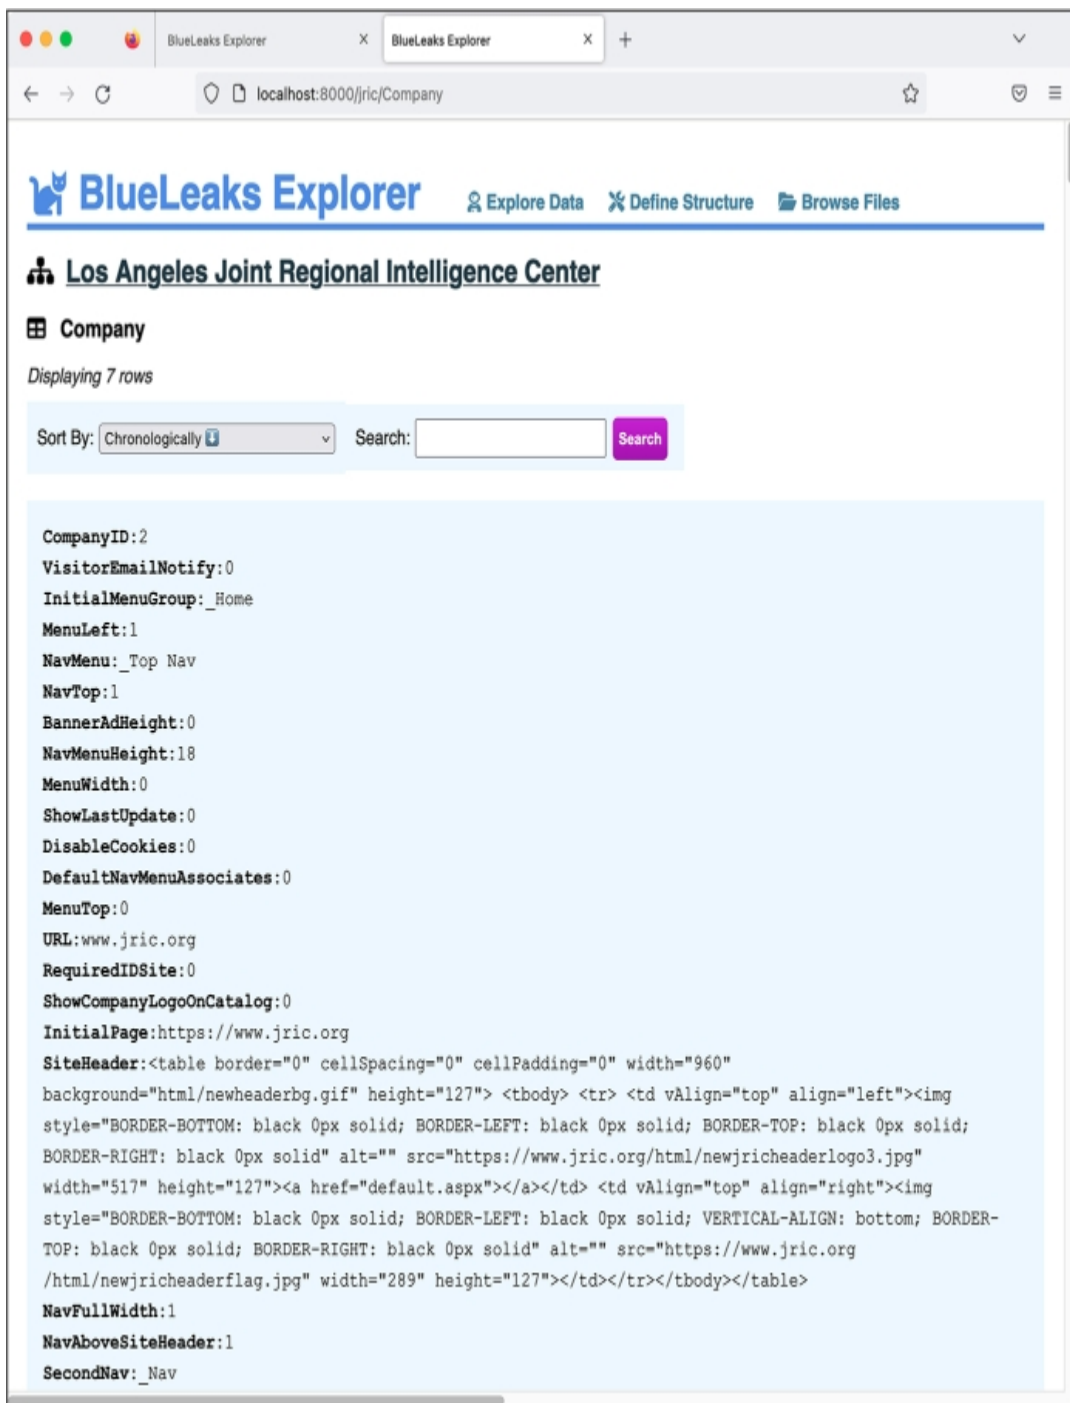 BlueLeaks Explorer
BlueLeaks Explorer
localhost:8000/jric/Company
BlueLeaks Explorer Explore Data Define Structure Browse Files
Los Angeles Joint Regional Intelligence Center
Company
Displaying 7 rows
Sort By: Chronologically Search: Search
CompanyID:2
VisitorEmailNotify:0
InitialMenuGroup:_Home
MenuLeft:1
NavMenu:_Top Nav
NavTop:1
BannerAdHeight:0
NavMenuHeight:18
MenuWidth:0
ShowLastUpdate:0
DisableCookies:0
DefaultNavMenuAssociates:0
MenuTop:0
URL:www.jric.org
RequiredIDSite:0
ShowCompanyLogoOnCatalog:0
InitialPage:https://www.jric.org
SiteHeader:<table border="0" cellSpacing="0" cellPadding="0" width="960"
background="html/newheaderbg.gif" height="127"> <tbody> <tr> <td vAlign="top" align="left"><img
style="BORDER-BOTTOM: black 0px solid; BORDER-LEFT: black 0px solid; BORDER-TOP: black 0px solid;
BORDER-RIGHT: black 0px solid" alt="" src="https://www.jric.org/html/newjricheaderlogo3.jpg"
width="517" height="127"><a href="default.aspx"></a></td> <td vAlign="top" align="right"><img
style="BORDER-BOTTOM: black 0px solid; BORDER-LEFT: black 0px solid; VERTICAL-ALIGN: bottom; BORDER-
TOP: black 0px solid; BORDER-RIGHT: black 0px solid" alt="" src="https://www.jric.org
/html/newjricheaderflag.jpg" width="289" height="127"></td></tr></tbody></table>
NavFullWidth:1
NavAboveSiteHeader:1
SecondNav:_Nav